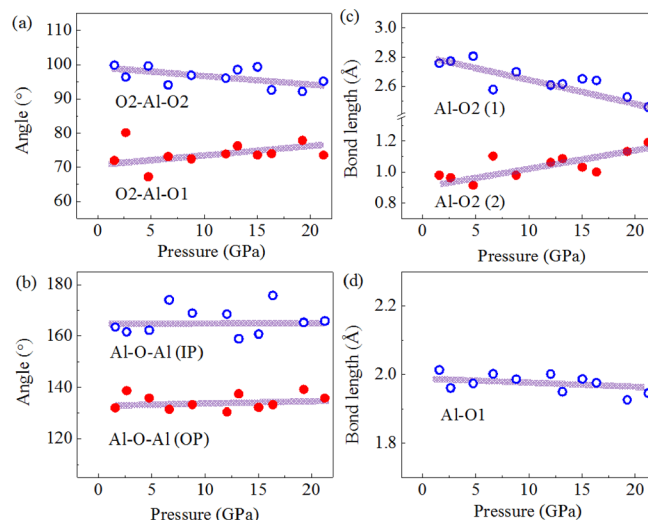 (a)
100
90
80
70
60
Angle (°)
O2-Al-O2
O2-Al-O1
0
5
10
15
20
Pressure (GPa)
(c)
2.8
2.6
1.2
1.0
0.8
Bond length (Å)
Al-O2 (1)
Al-O2 (2)
0
5
10
15
20
Pressure (GPa)
(b)
180
160
140
120
Angle (°)
Al-O-Al (IP)
Al-O-Al (OP)
0
5
10
15
20
Pressure (GPa)
(d)
2.2
2.0
1.8
Bond length (Å)
Al-O1
0
5
10
15
20
Pressure (GPa)